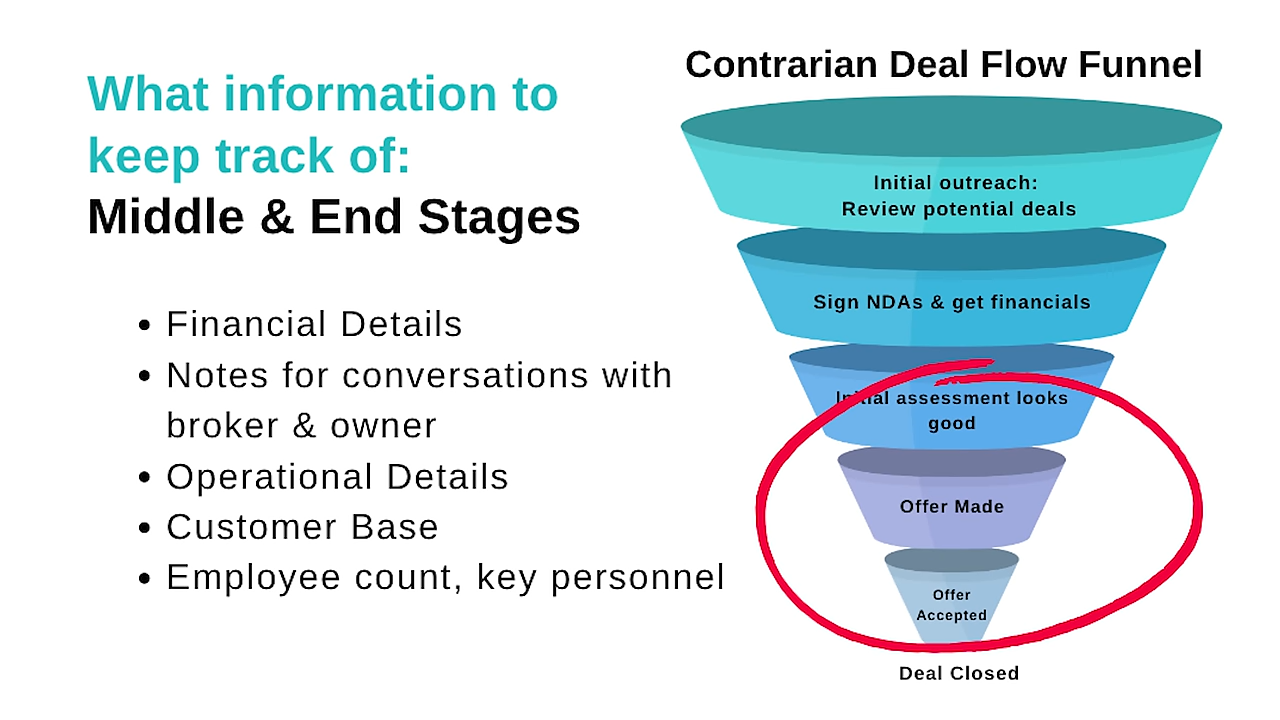 What information to
keep track of:
Middle & End Stages
• Financial Details
• Notes for conversations with
broker & owner
• Operational Details
• Customer Base
• Employee count, key personnel
Contrarian Deal Flow Funnel
Initial outreach:
Review potential deals
Sign NDAs & get financials
Initial assessment looks
good
Offer Made
Offer
Accepted
Deal Closed